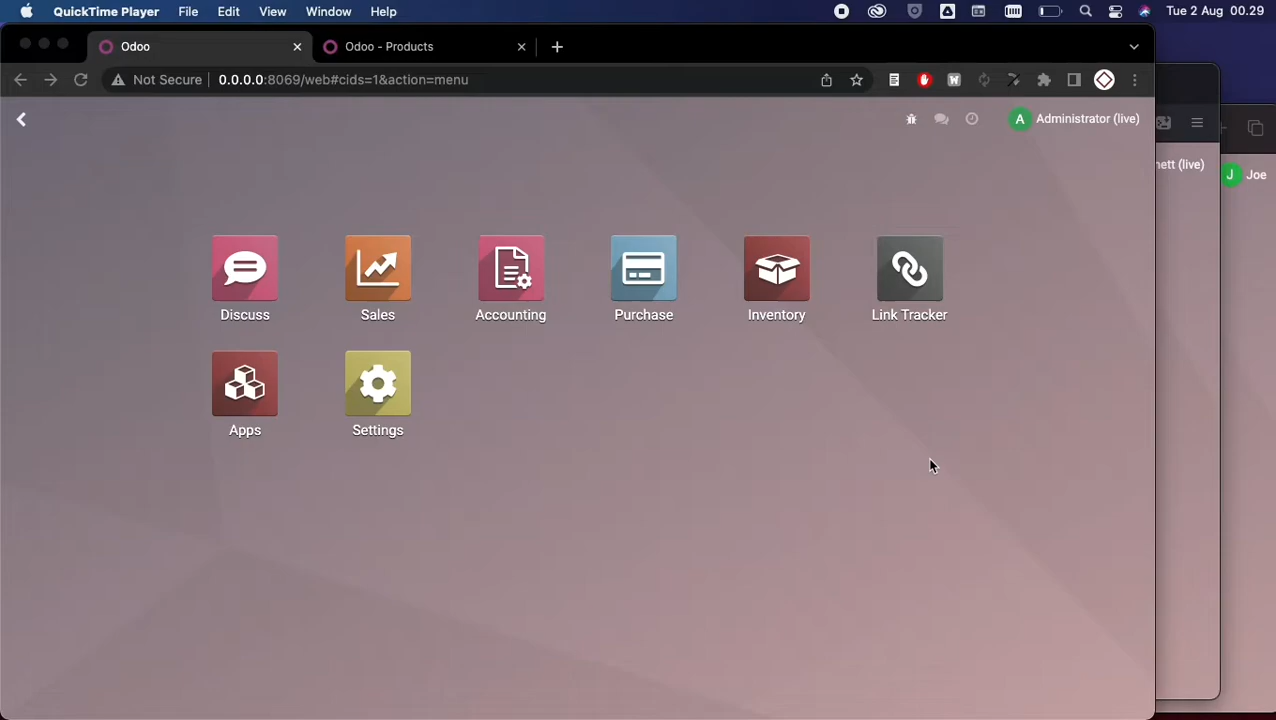 QuickTime Player File Edit View Window Help Tue 2 Aug 00.29
Odoo Odoo - Products
Not Secure 0.0.0.0:8069/web#cids=1&action=menu
A Administrator (live)
nett (live)
J Joe
Discuss Sales Accounting Purchase Inventory Link Tracker
Apps Settings